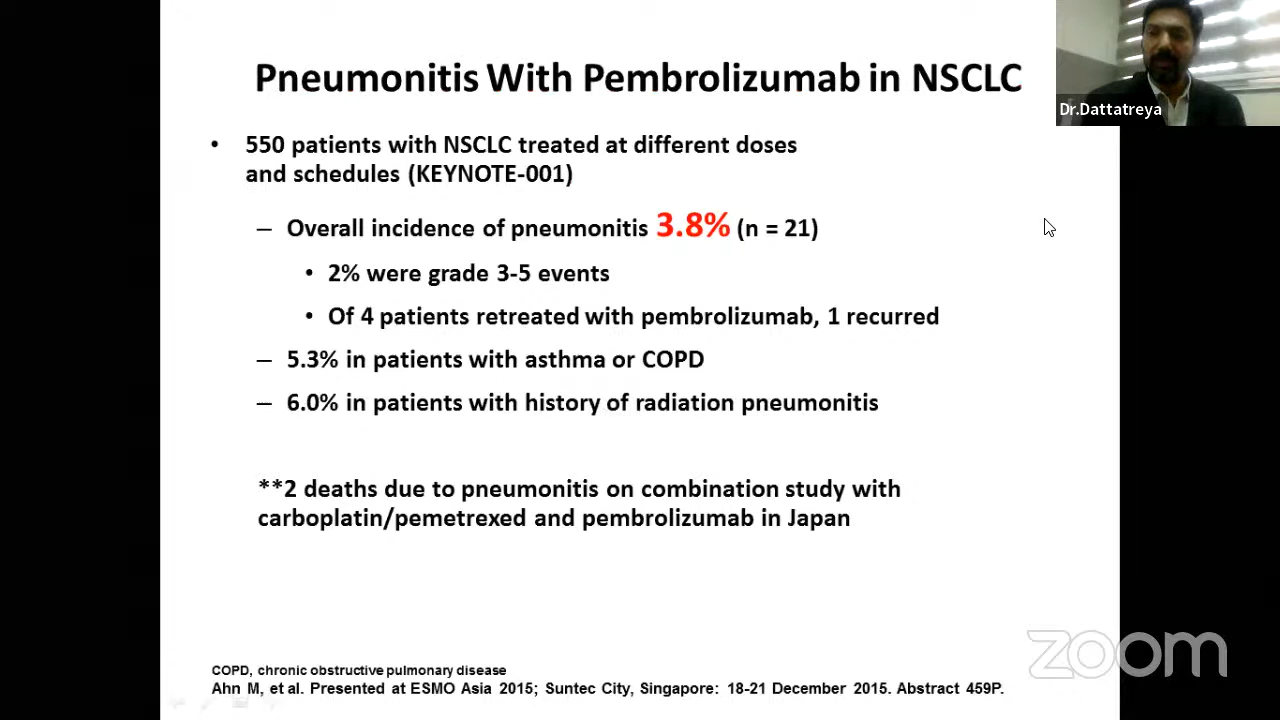 Pneumonitis With Pembrolizumab in NSCLC
Dr.Dattatreya
• 550 patients with NSCLC treated at different doses
and schedules (KEYNOTE-001)
– Overall incidence of pneumonitis 3.8% (n = 21)
• 2% were grade 3-5 events
• Of 4 patients retreated with pembrolizumab, 1 recurred
– 5.3% in patients with asthma or COPD
– 6.0% in patients with history of radiation pneumonitis
**2 deaths due to pneumonitis on combination study with
carboplatin/pemetrexed and pembrolizumab in Japan
zoom
COPD, chronic obstructive pulmonary disease
Ahn M, et al. Presented at ESMO Asia 2015; Suntec City, Singapore: 18-21 December 2015. Abstract 459P.